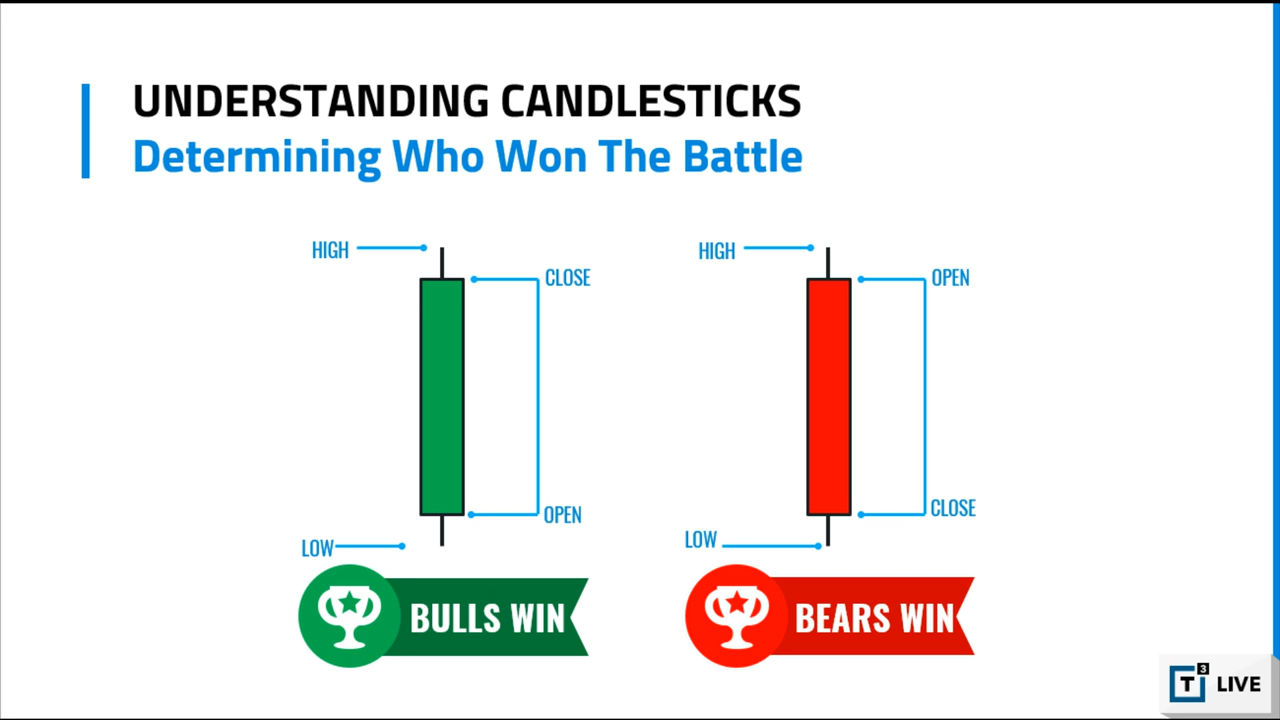 UNDERSTANDING CANDLESTICKS
Determining Who Won The Battle
HIGH
CLOSE
OPEN
LOW
BULLS WIN
HIGH
OPEN
CLOSE
LOW
BEARS WIN
T3 LIVE